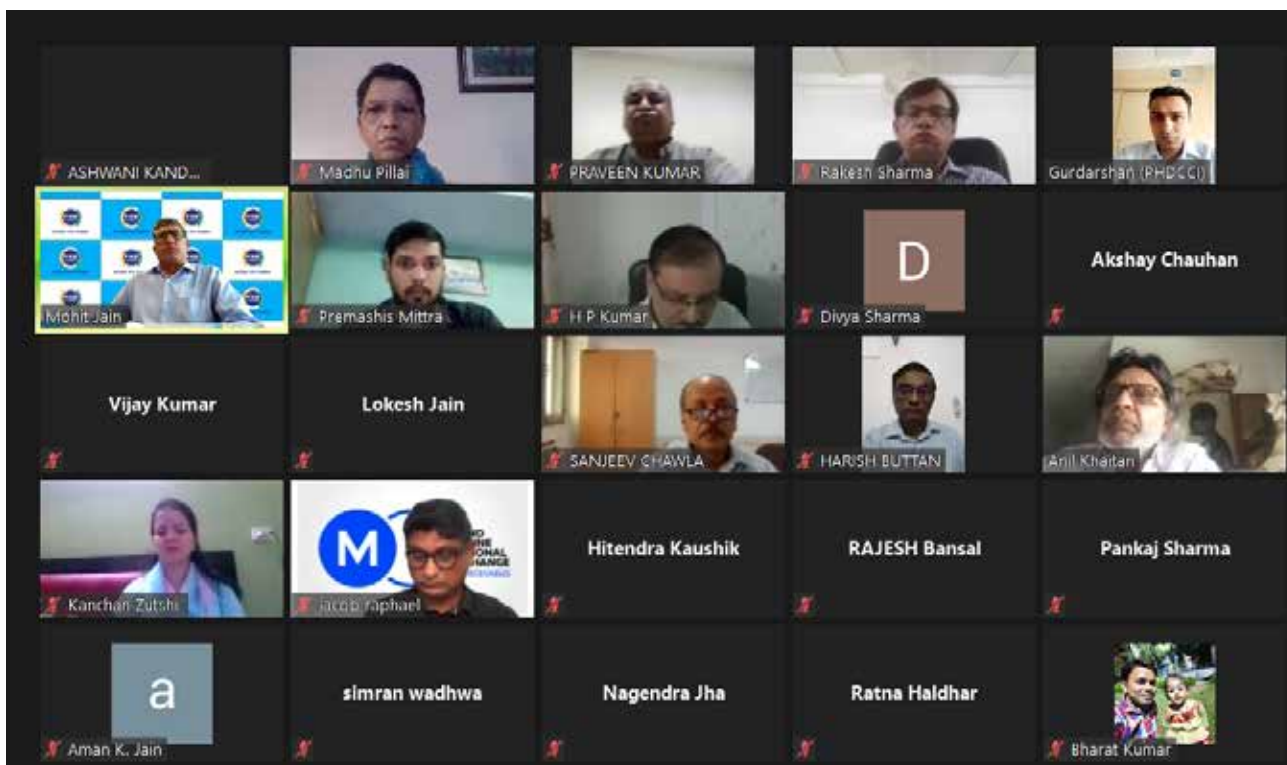 ASHWANI KAND...
Madhu Pillai
PRAVEEN KUMAR
Rakesh Sharma
Gurdarshan (PHDCCI)
Mohit Jain
Premashis Mittra
H P Kumar
D
Divya Sharma
Akshay Chauhan
Vijay Kumar
Lokesh Jain
SANJEEV CHAWLA
HARISH BUTTAN
Anil Khaitan
Kanchan Zutshi
M
IONAL
HANGE
jacob raphael
Hitendra Kaushik
RAJESH Bansal
Pankaj Sharma
a
Aman K. Jain
simran wadhwa
Nagendra Jha
Ratna Haldhar
Bharat Kumar